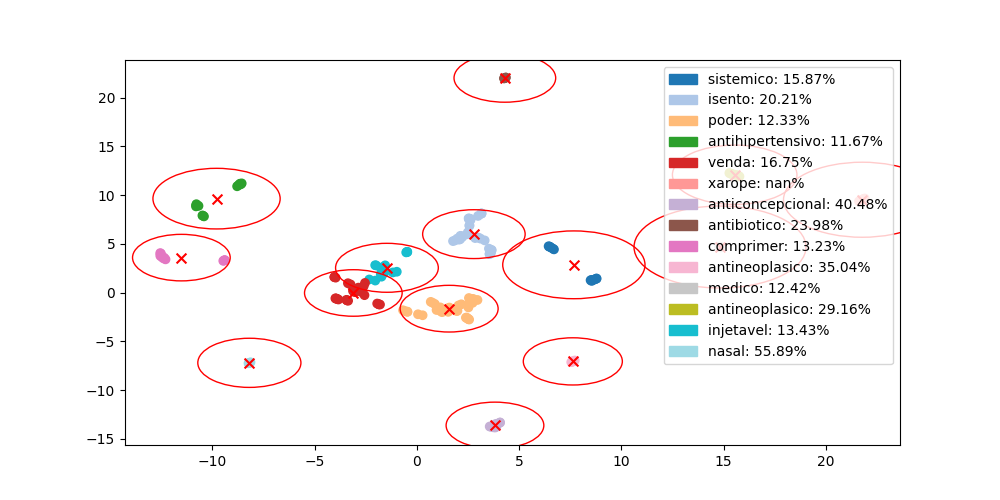 sistemico: 15.87%
isento: 20.21%
poder: 12.33%
antihipertensivo: 11.67%
venda: 16.75%
xarope: nan%
anticoncepcional: 40.48%
antibiotico: 23.98%
comprimer: 13.23%
antineoplasico: 35.04%
medico: 12.42%
antineoplasico: 29.16%
injetavel: 13.43%
nasal: 55.89%
20
15
10
5
0
−5
−10
−15
−10 −5 0 5 10 15 20